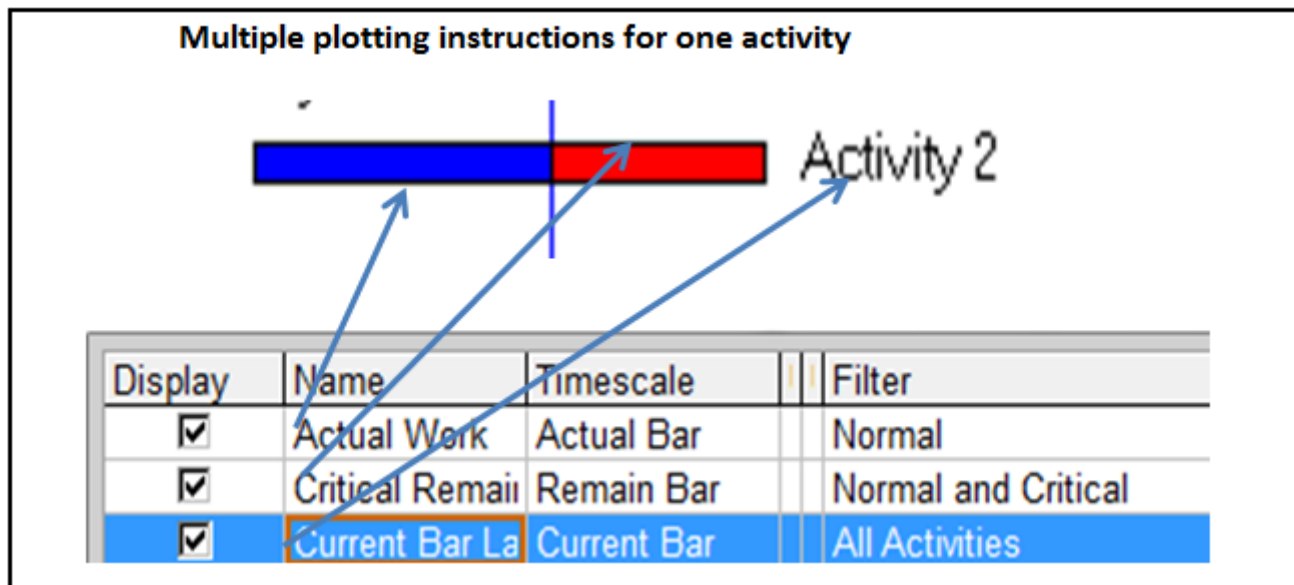 Multiple plotting instructions for one activity
Activity 2
Display Name Timescale Filter
Actual Work Actual Bar Normal
Critical Remain Remain Bar Normal and Critical
Current Bar La Current Bar All Activities